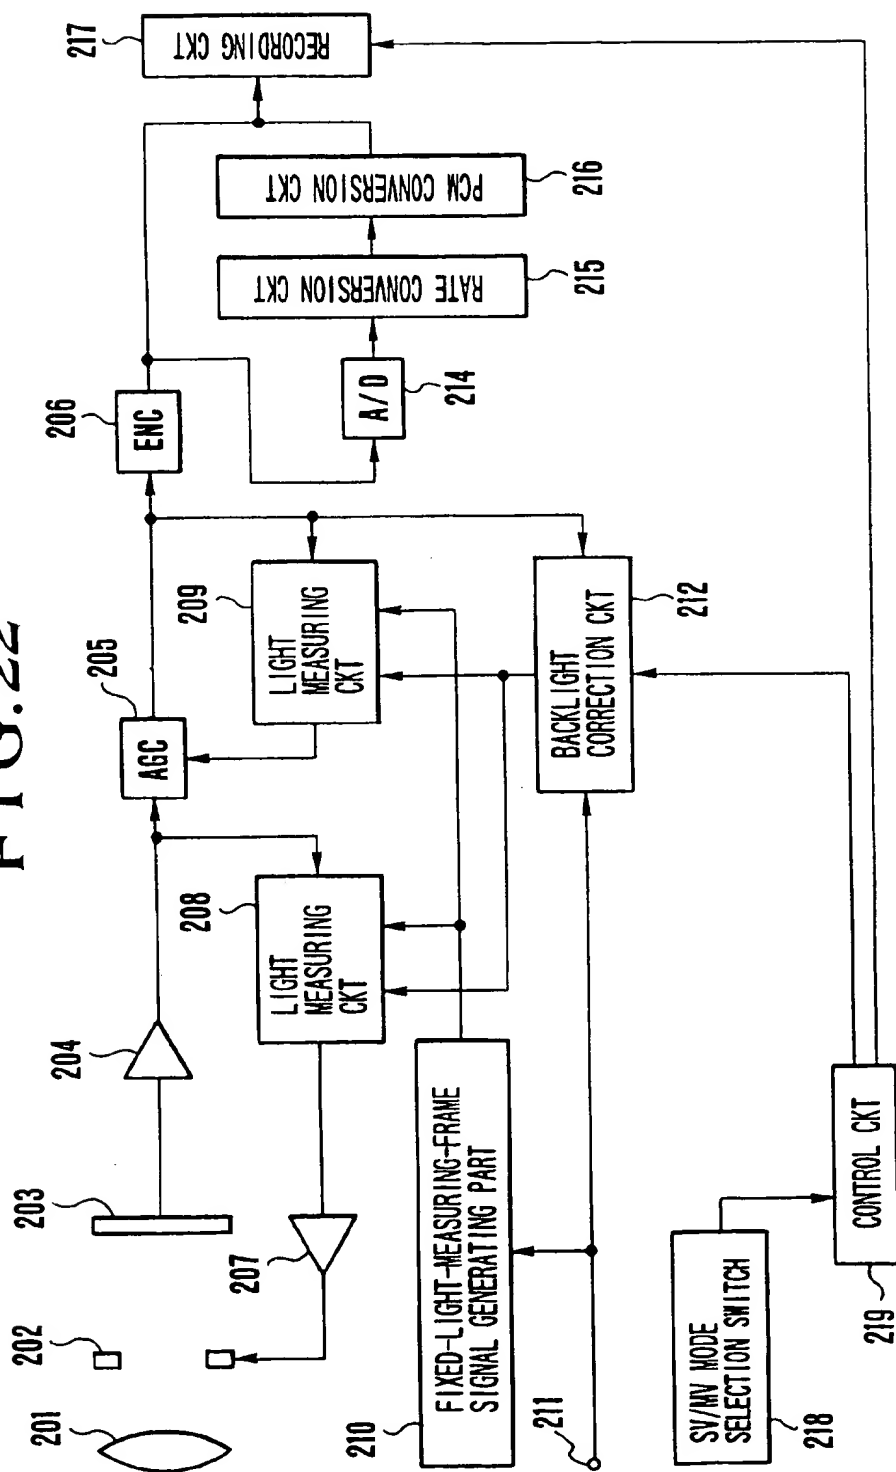 FIG.22
201
202
203
204
205
206
217
RECORDING CKT
ENC
AGC
207
208
LIGHT
MEASURING
CKT
209
LIGHT
MEASURING
CKT
A/D
214
RATE CONVERSION CKT
215
PCM CONVERSION CKT
216
210
FIXED-LIGHT-MEASURING-FRAME
SIGNAL GENERATING PART
BACKLIGHT
CORRECTION CKT
212
211
SV/MV MODE
SELECTION SWITCH
218
CONTROL CKT
219